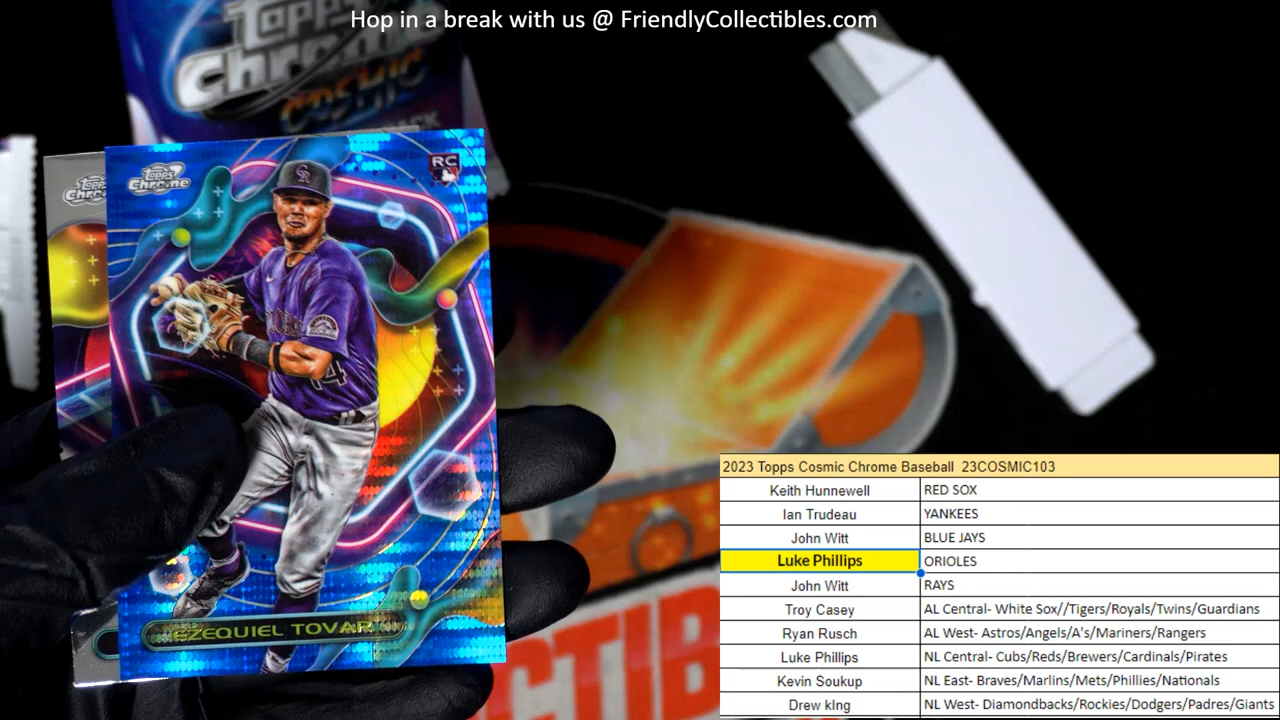 Hop in a break with us @ FriendlyCollectibles.com
Topps
Chrome
COSMIC
Topps
Chrome
RC
CR
14
EZEQUIEL TOVAR
2023 Topps Cosmic Chrome Baseball 23COSMIC103
Keith Hunnewell RED SOX
Ian Trudeau YANKEES
John Witt BLUE JAYS
Luke Phillips ORIOLES
John Witt RAYS
Troy Casey AL Central- White Sox//Tigers/Royals/Twins/Guardians
Ryan Rusch AL West- Astros/Angels/A's/Mariners/Rangers
Luke Phillips NL Central- Cubs/Reds/Brewers/Cardinals/Pirates
Kevin Soukup NL East- Braves/Marlins/Mets/Phillies/Nationals
Drew kIng NL West- Diamondbacks/Rockies/Dodgers/Padres/Giants